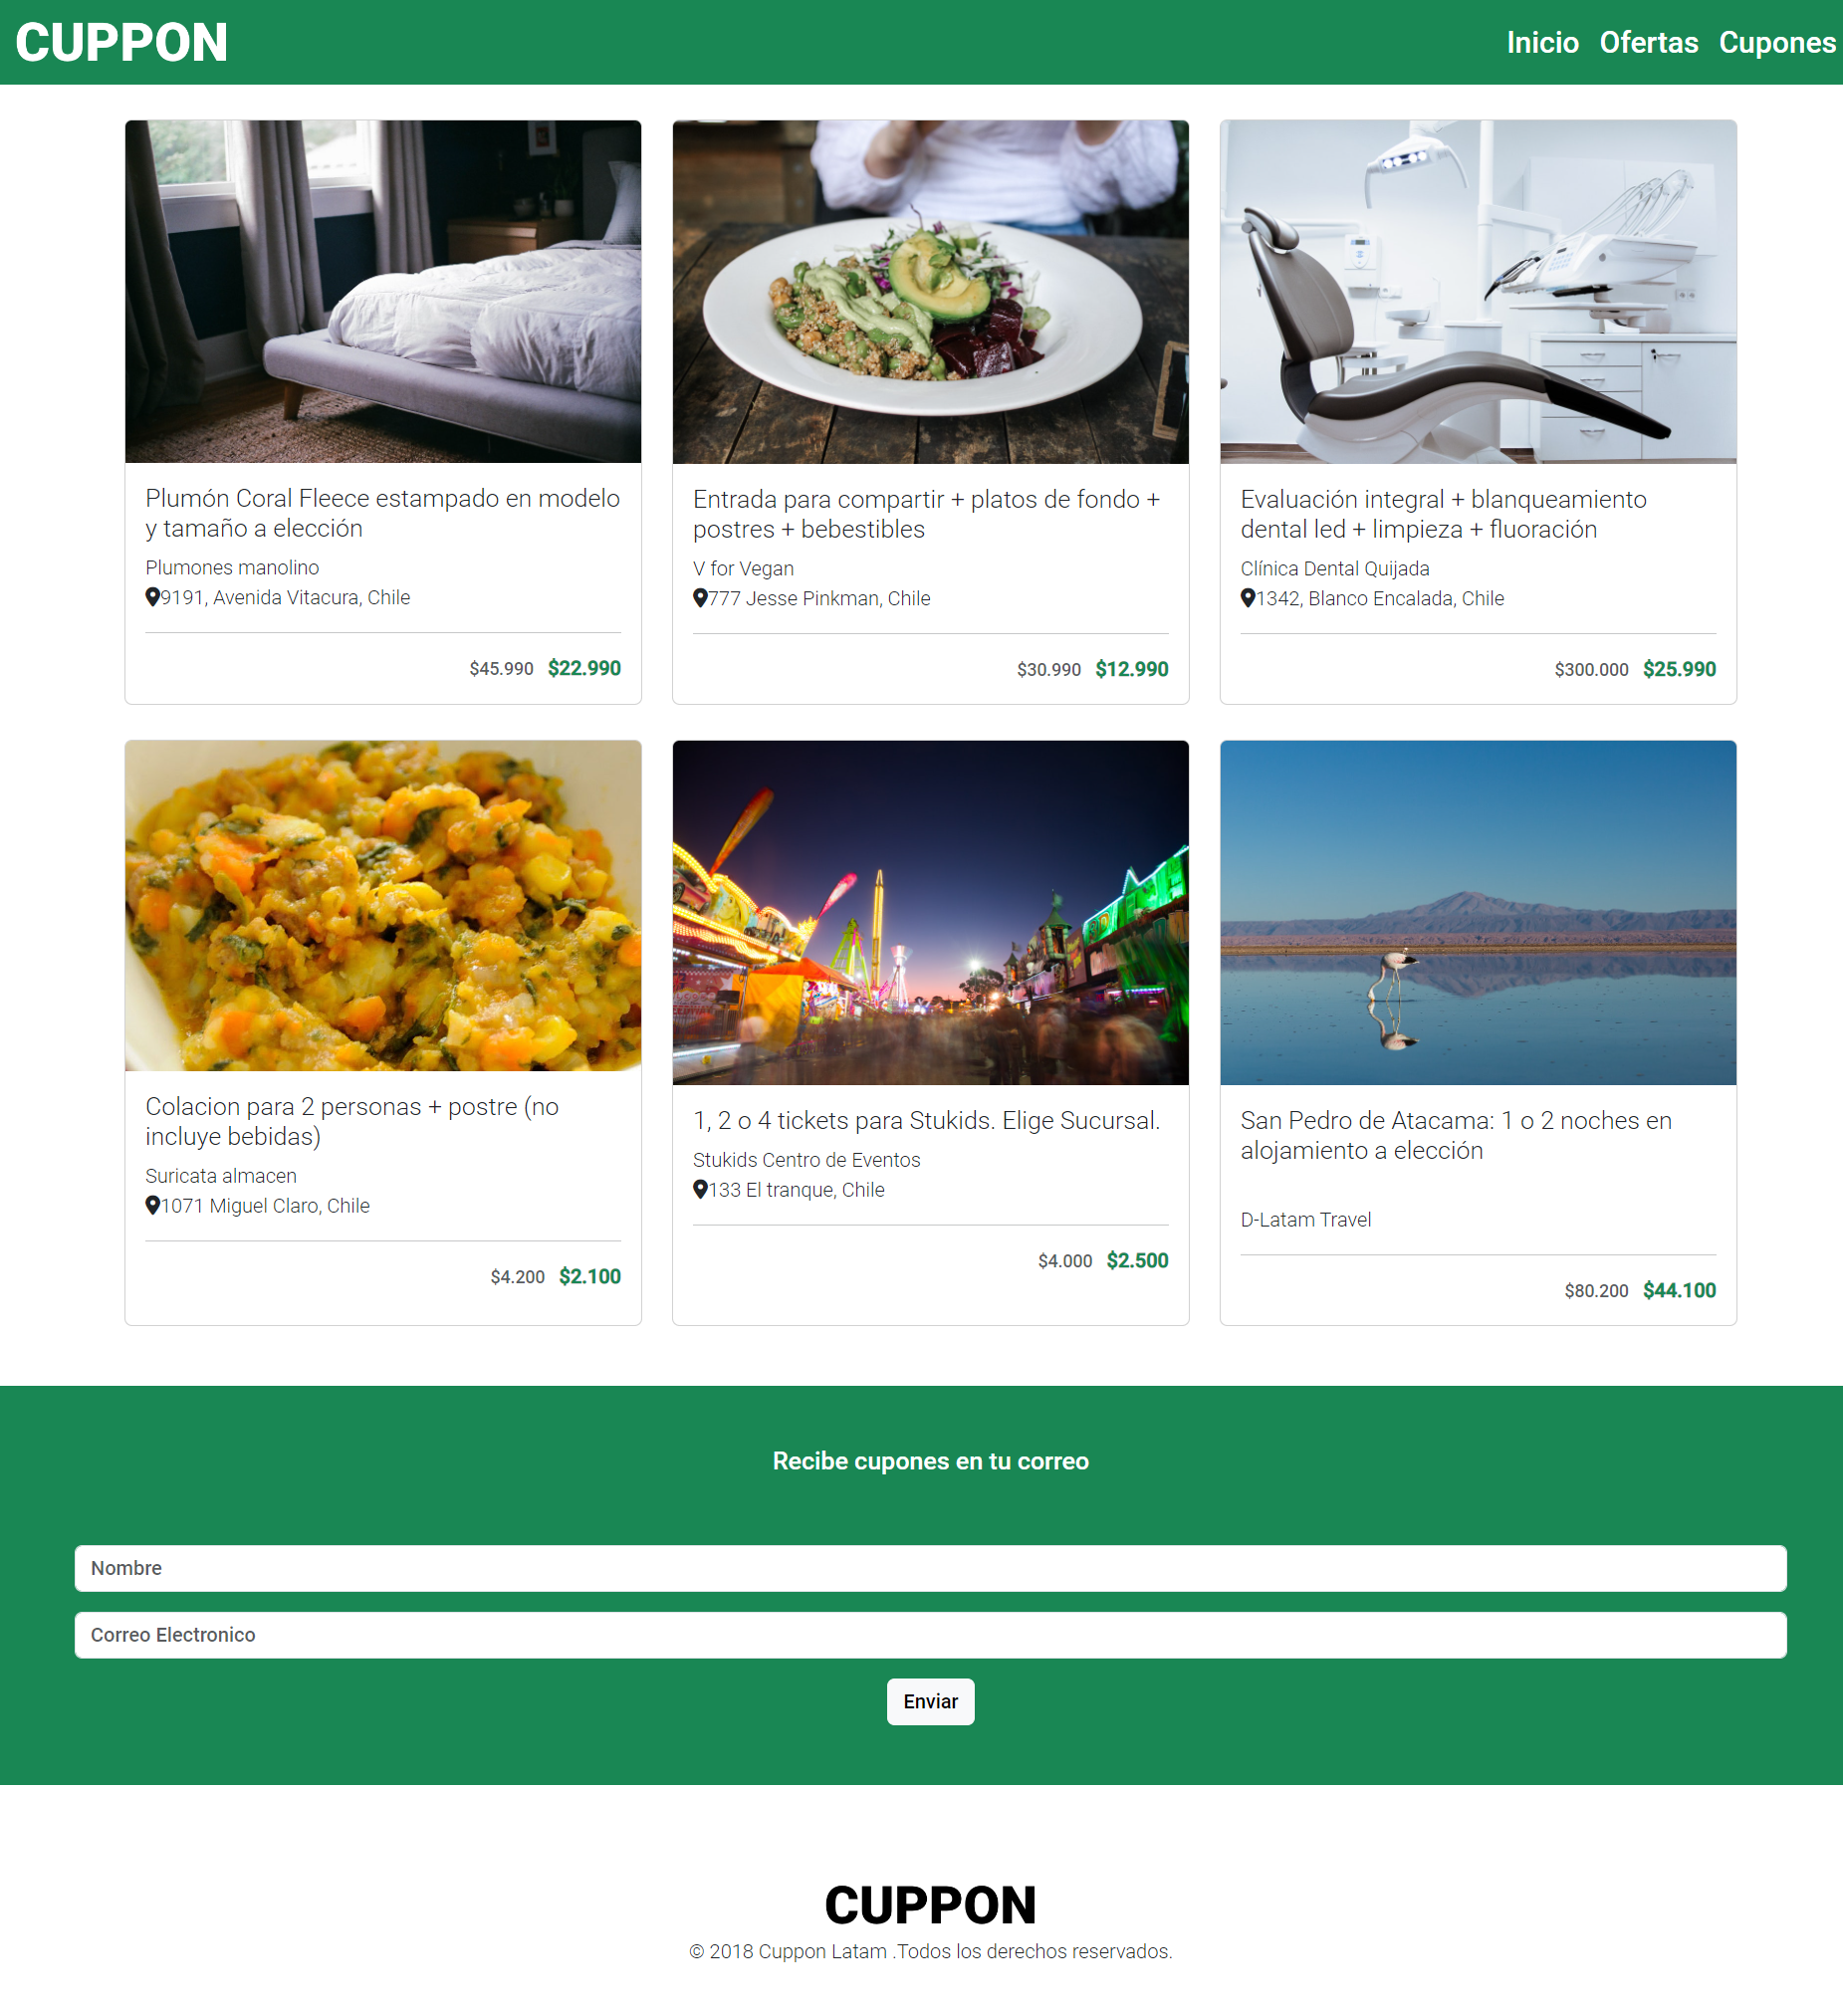 CUPPON
Inicio Ofertas Cupones
Plumón Coral Fleece estampado en modelo
y tamaño a elección
Plumones manolino
9191, Avenida Vitacura, Chile
$45.990 $22.990
Entrada para compartir + platos de fondo +
postres + bebestibles
V for Vegan
777 Jesse Pinkman, Chile
$30.990 $12.990
Evaluación integral + blanqueamiento
dental led + limpieza + fluoración
Clínica Dental Quijada
1342, Blanco Encalada, Chile
$300.000 $25.990
Colacion para 2 personas + postre (no
incluye bebidas)
Suricata almacen
1071 Miguel Claro, Chile
$4.200 $2.100
1, 2 o 4 tickets para Stukids. Elige Sucursal.
Stukids Centro de Eventos
133 El tranque, Chile
$4.000 $2.500
San Pedro de Atacama: 1 o 2 noches en
alojamiento a elección
D-Latam Travel
$80.200 $44.100
Recibe cupones en tu correo
Nombre
Correo Electronico
Enviar
CUPPON
© 2018 Cuppon Latam .Todos los derechos reservados.